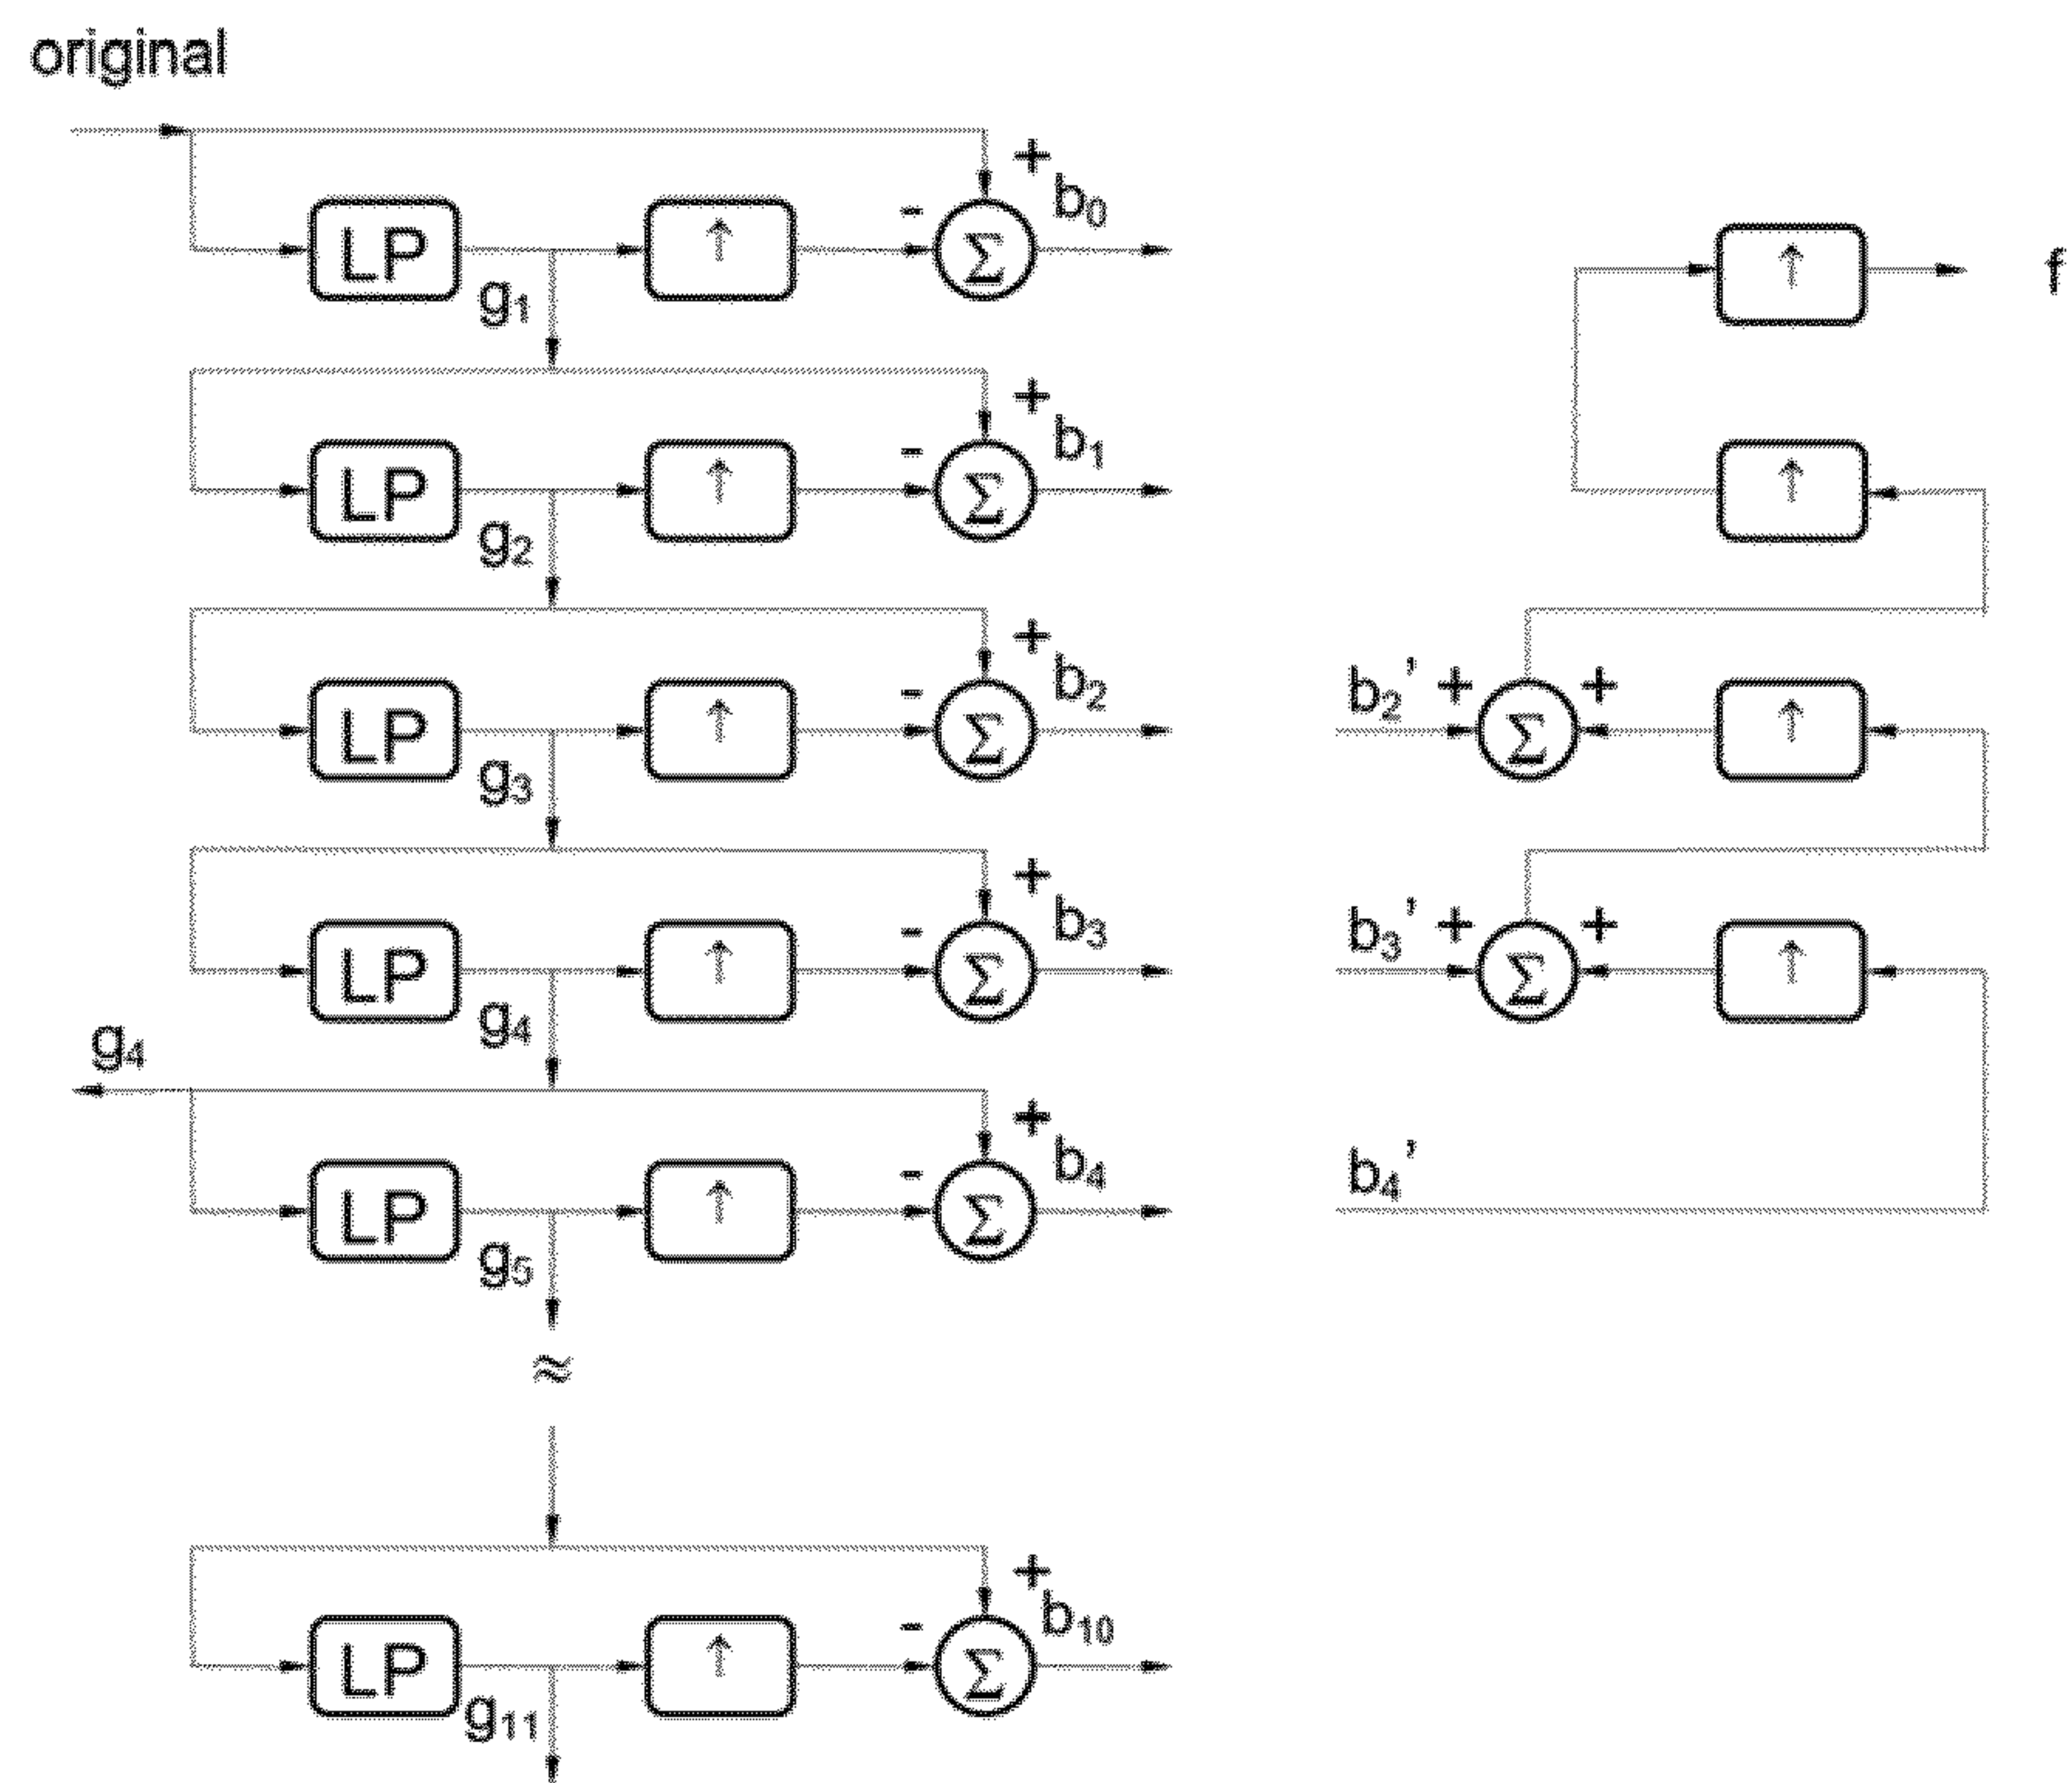 original
+
b₀
LP
↑
-
Σ
g₁
↑
f
+
b₁
LP
↑
-
Σ
g₂
↑
+
b₂
LP
↑
-
Σ
g₃
b₂’ + Σ + ↑
+
b₃
LP
↑
-
Σ
g₄
b₃’ + Σ + ↑
g₄
+
b₄
LP
↑
-
Σ
g₅
b₄’
≈
+
b₁₀
LP
↑
-
Σ
g₁₁